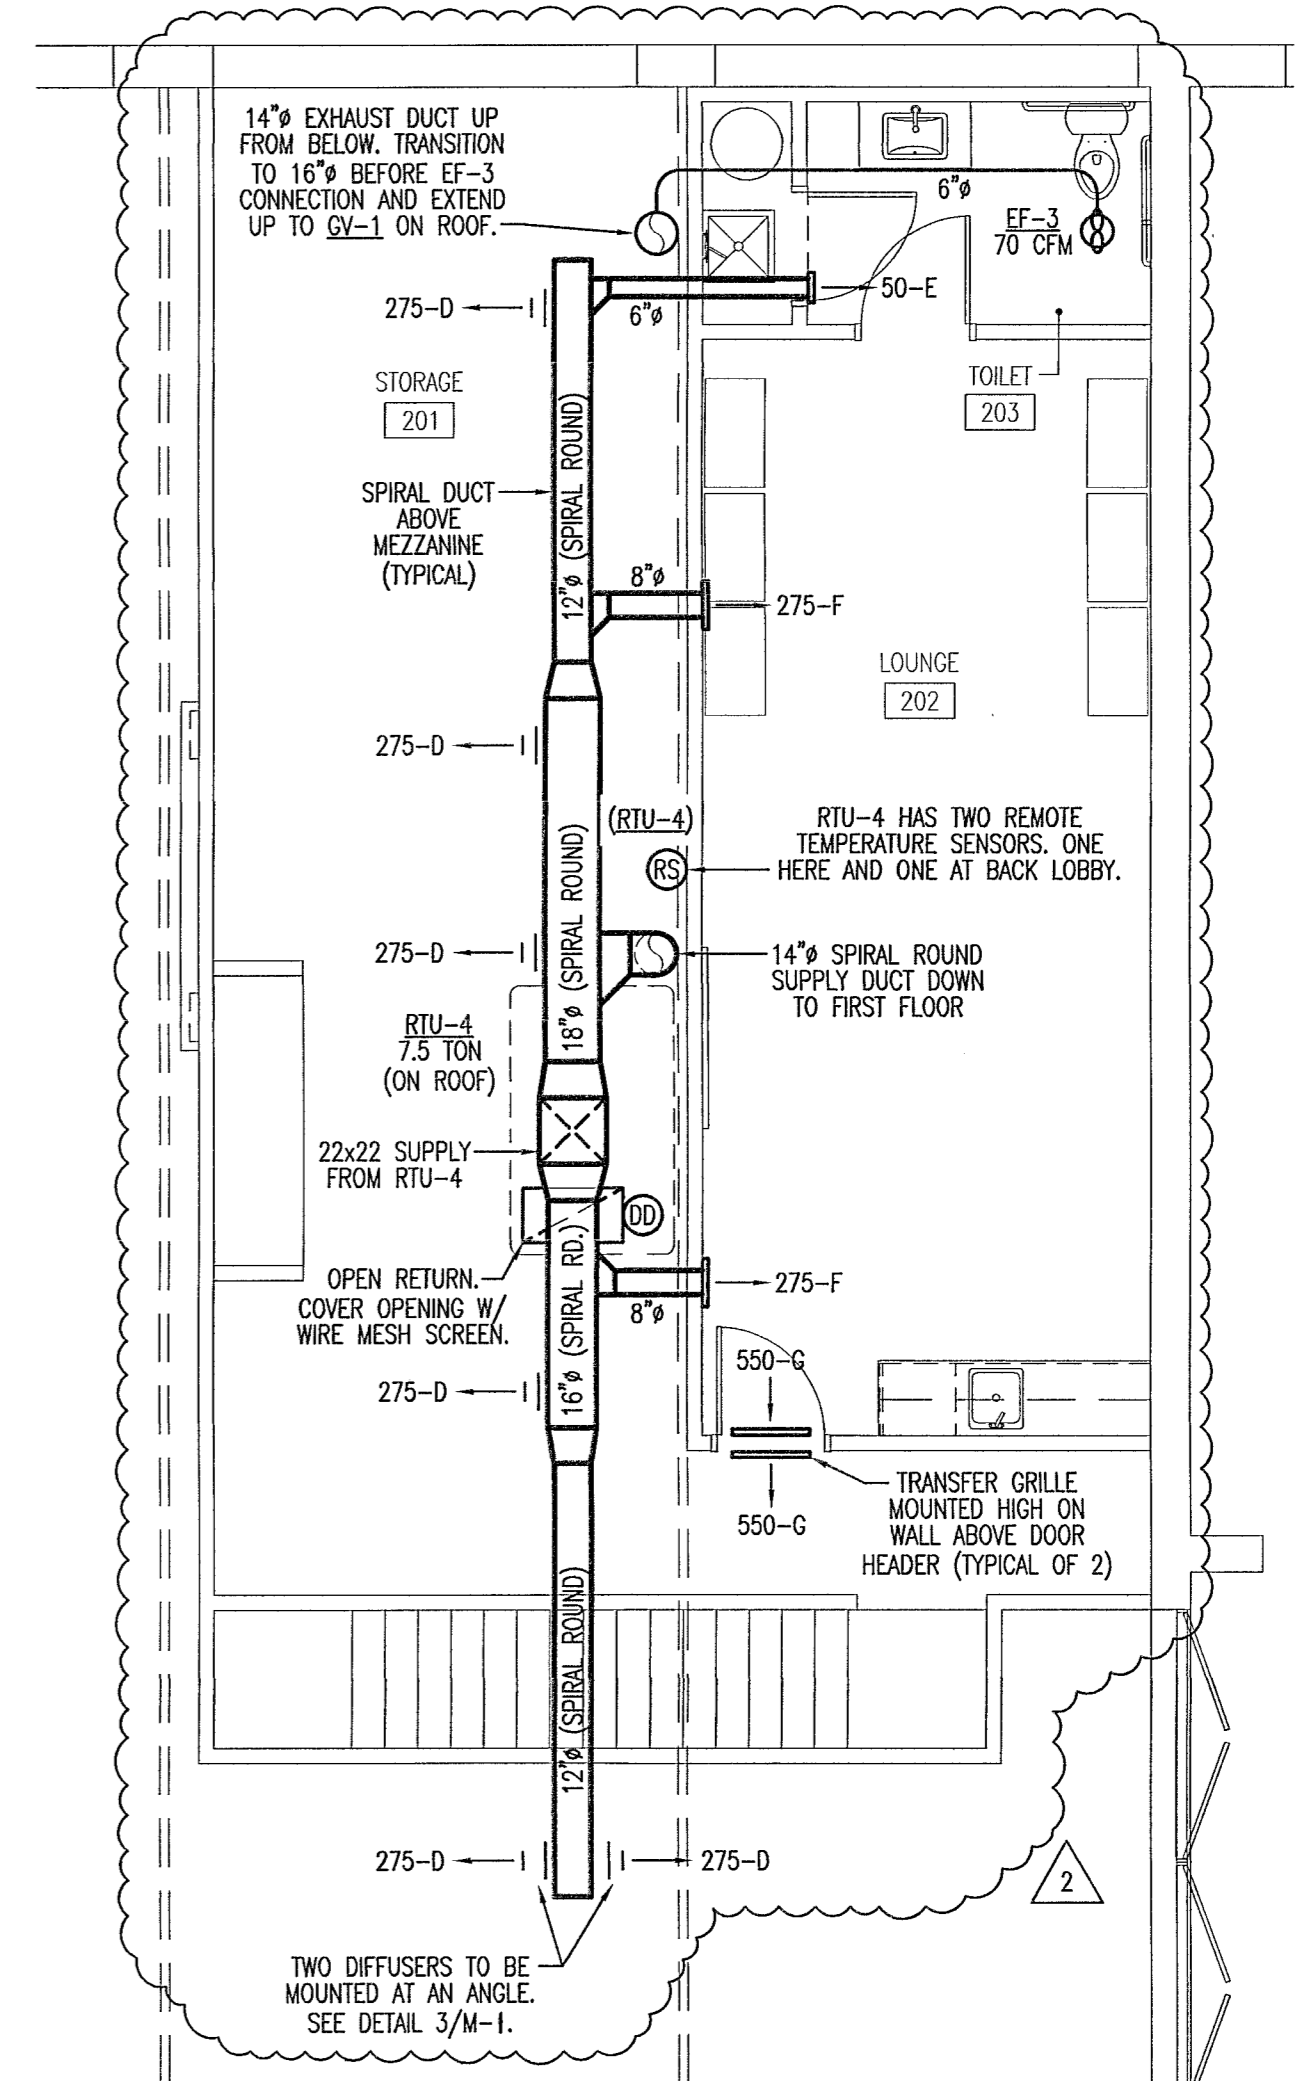 14"ø EXHAUST DUCT UP
FROM BELOW. TRANSITION
TO 16"ø BEFORE EF-3
CONNECTION AND EXTEND
UP TO GV-1 ON ROOF.
6"ø
EF-3
70 CFM
275-D
6"ø
50-E
STORAGE
201
TOILET
203
SPIRAL DUCT
ABOVE
MEZZANINE
(TYPICAL)
12"ø (SPIRAL ROUND)
8"ø
275-F
LOUNGE
202
275-D
(RTU-4)
RTU-4 HAS TWO REMOTE
TEMPERATURE SENSORS. ONE
HERE AND ONE AT BACK LOBBY.
RS
18"ø (SPIRAL ROUND)
275-D
14"ø SPIRAL ROUND
SUPPLY DUCT DOWN
TO FIRST FLOOR
RTU-4
7.5 TON
(ON ROOF)
22x22 SUPPLY
FROM RTU-4
DD
OPEN RETURN.
COVER OPENING W/
WIRE MESH SCREEN.
16"ø (SPIRAL RD.)
275-F
8"ø
550-G
275-D
TRANSFER GRILLE
MOUNTED HIGH ON
WALL ABOVE DOOR
HEADER (TYPICAL OF 2)
550-G
12"ø (SPIRAL ROUND)
275-D
275-D
2
TWO DIFFUSERS TO BE
MOUNTED AT AN ANGLE.
SEE DETAIL 3/M-1.